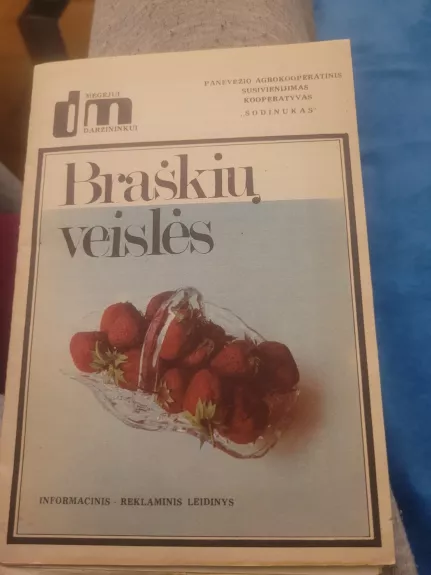 MĖGĖJUI
dm
DARŽININKUI
PANEVĖŽIO AGROKOOPERATINIS
SUSIVIENIJIMAS
KOOPERATYVAS
„SODINUKAS“
Braškių
veislės
INFORMACINIS - REKLAMINIS LEIDINYS